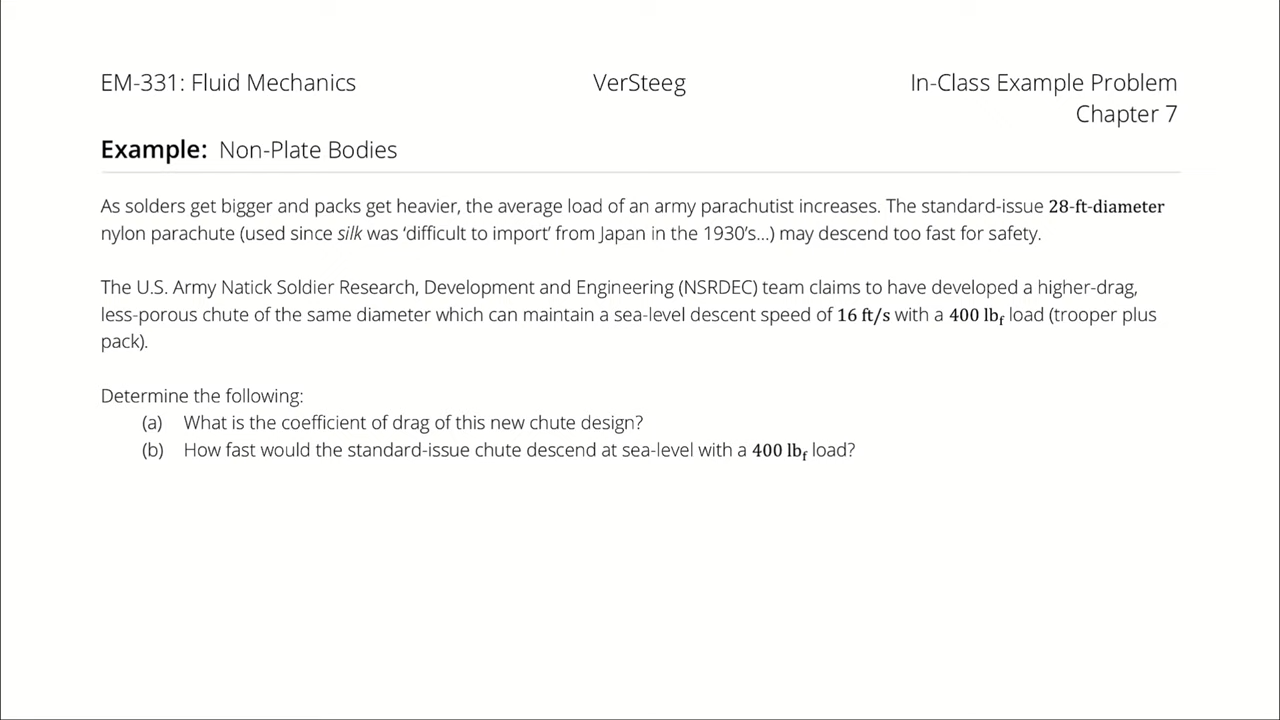 EM-331: Fluid Mechanics VerSteeg In-Class Example Problem
Chapter 7
Example: Non-Plate Bodies
As solders get bigger and packs get heavier, the average load of an army parachutist increases. The standard-issue 28-ft-diameter
nylon parachute (used since silk was ‘difficult to import’ from Japan in the 1930’s...) may descend too fast for safety.
The U.S. Army Natick Soldier Research, Development and Engineering (NSRDEC) team claims to have developed a higher-drag,
less-porous chute of the same diameter which can maintain a sea-level descent speed of 16 ft/s with a 400 lbf load (trooper plus
pack).
Determine the following:
(a) What is the coefficient of drag of this new chute design?
(b) How fast would the standard-issue chute descend at sea-level with a 400 lbf load?